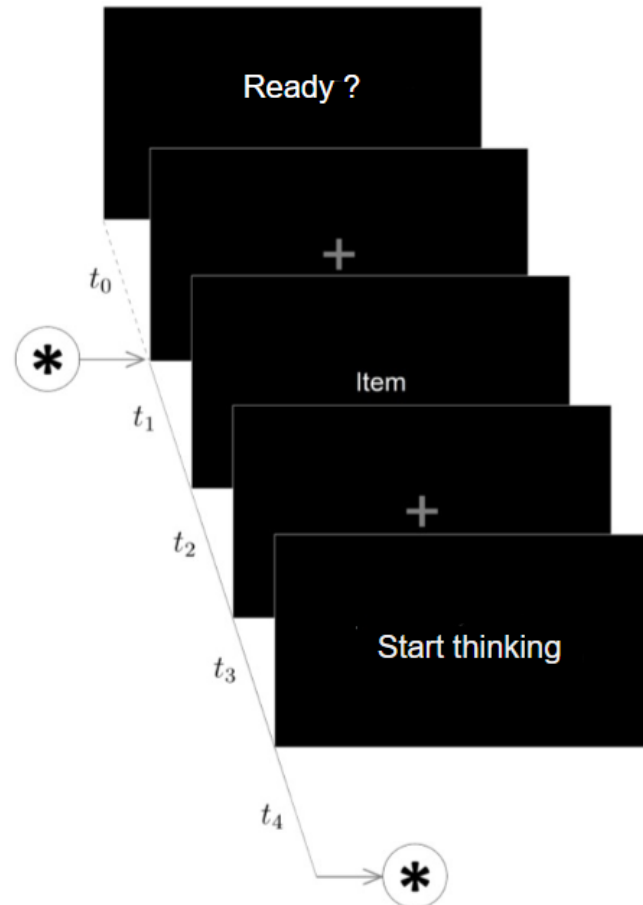 Ready ?
+
t0
*
Item
t1
+
t2
Start thinking
t3
t4
*